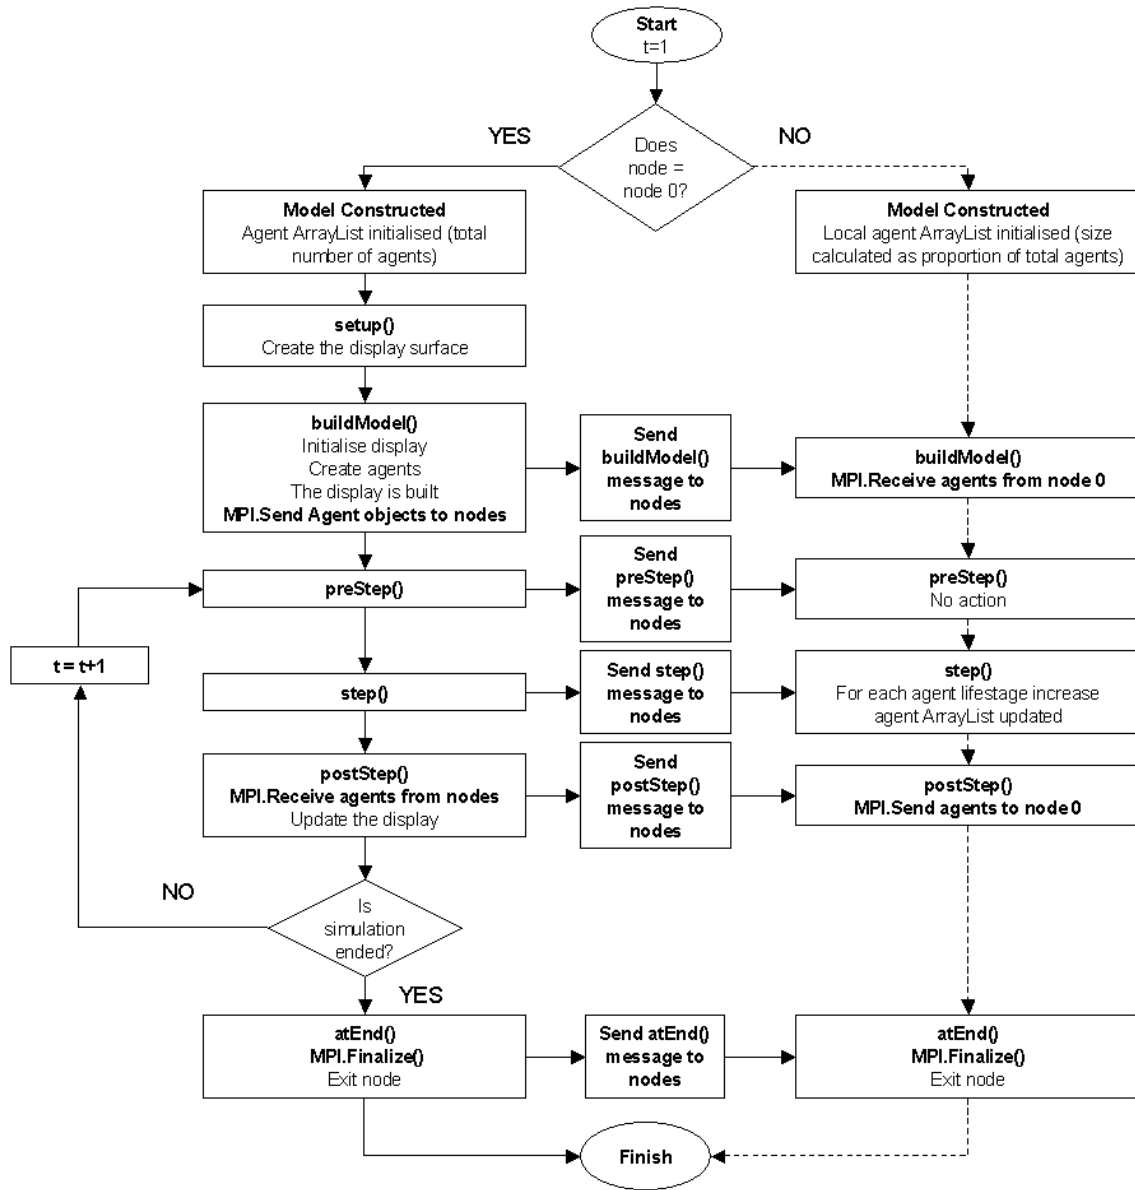 Start
t=1
YES
NO
Does
node =
node 0?
Model Constructed
Agent ArrayList initialised (total
number of agents)
Model Constructed
Local agent ArrayList initialised (size
calculated as proportion of total agents)
setup()
Create the display surface
buildModel()
Initialise display
Create agents
The display is built
MPI.Send Agent objects to nodes
Send
buildModel()
message to
nodes
buildModel()
MPI.Receive agents from node 0
preStep()
Send
preStep()
message to
nodes
preStep()
No action
t = t+1
step()
Send step()
message to
nodes
step()
For each agent lifestage increase
agent ArrayList updated
postStep()
MPI.Receive agents from nodes
Update the display
Send
postStep()
message to
nodes
postStep()
MPI.Send agents to node 0
NO
Is
simulation
ended?
YES
atEnd()
MPI.Finalize()
Exit node
Send atEnd()
message to
nodes
atEnd()
MPI.Finalize()
Exit node
Finish